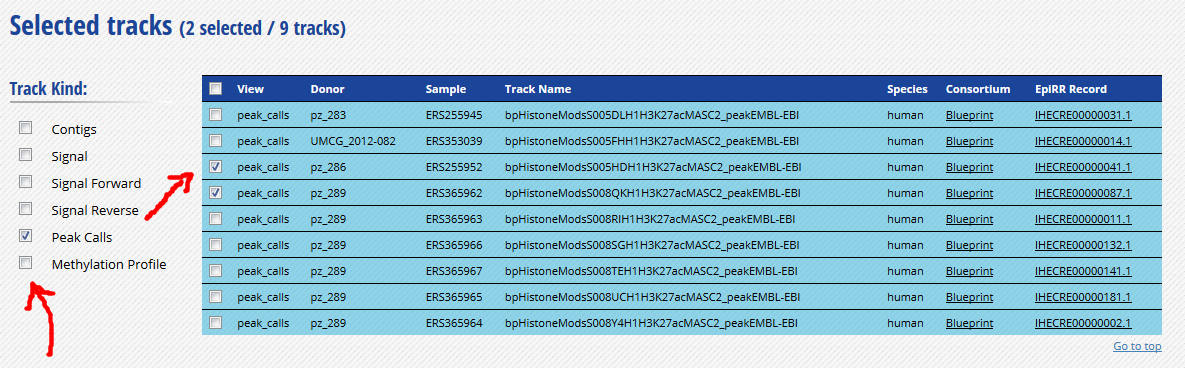 Selected tracks (2 selected / 9 tracks)
Track Kind:
Contigs
Signal
Signal Forward
Signal Reverse
Peak Calls
Methylation Profile
View Donor Sample Track Name Species Consortium EpiRR Record
peak_calls pz_283 ERS255945 bpHistoneModsS005DLH1H3K27acMASC2_peakEMBL-EBI human Blueprint IHECRE00000031.1
peak_calls UMCG_2012-082 ERS353039 bpHistoneModsS005FHH1H3K27acMASC2_peakEMBL-EBI human Blueprint IHECRE00000014.1
peak_calls pz_286 ERS255952 bpHistoneModsS005HDH1H3K27acMASC2_peakEMBL-EBI human Blueprint IHECRE00000041.1
peak_calls pz_289 ERS365962 bpHistoneModsS008QKH1H3K27acMASC2_peakEMBL-EBI human Blueprint IHECRE00000087.1
peak_calls pz_289 ERS365963 bpHistoneModsS008RIH1H3K27acMASC2_peakEMBL-EBI human Blueprint IHECRE00000011.1
peak_calls pz_289 ERS365966 bpHistoneModsS008SGH1H3K27acMASC2_peakEMBL-EBI human Blueprint IHECRE00000132.1
peak_calls pz_289 ERS365967 bpHistoneModsS008TEH1H3K27acMASC2_peakEMBL-EBI human Blueprint IHECRE00000141.1
peak_calls pz_289 ERS365965 bpHistoneModsS008UCH1H3K27acMASC2_peakEMBL-EBI human Blueprint IHECRE00000181.1
peak_calls pz_289 ERS365964 bpHistoneModsS008Y4H1H3K27acMASC2_peakEMBL-EBI human Blueprint IHECRE00000002.1
Go to top